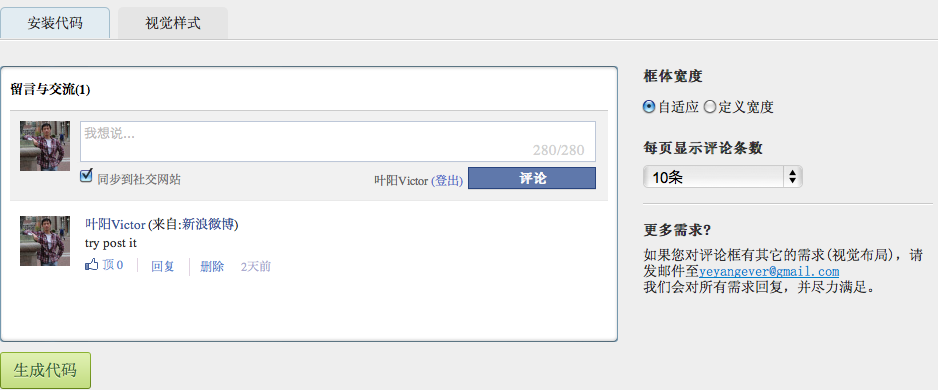 安装代码
视觉样式
留言与交流(1)
我想说...
280/280
同步到社交网站
叶阳Victor (登出)
评论
叶阳Victor (来自:新浪微博)
try post it
顶 0
回复
删除
2天前
生成代码
框体宽度
自适应
定义宽度
每页显示评论条数
10条
更多需求?
如果您对评论框有其它的需求(视觉布局)，请
发邮件至yeyangever@gmail.com
我们会对所有需求回复，并尽力满足。